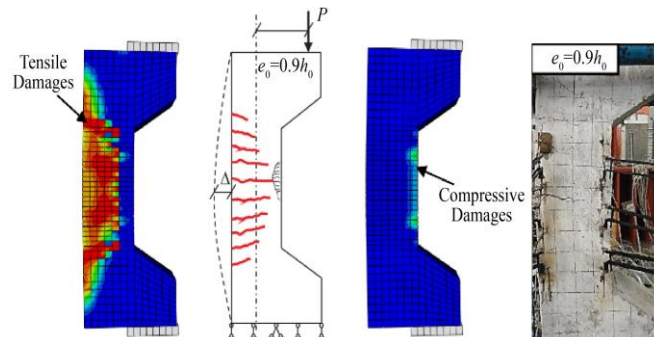 Tensile
Damages
P
e₀=0.9h₀
Δ
Compressive
Damages
e₀=0.9h₀